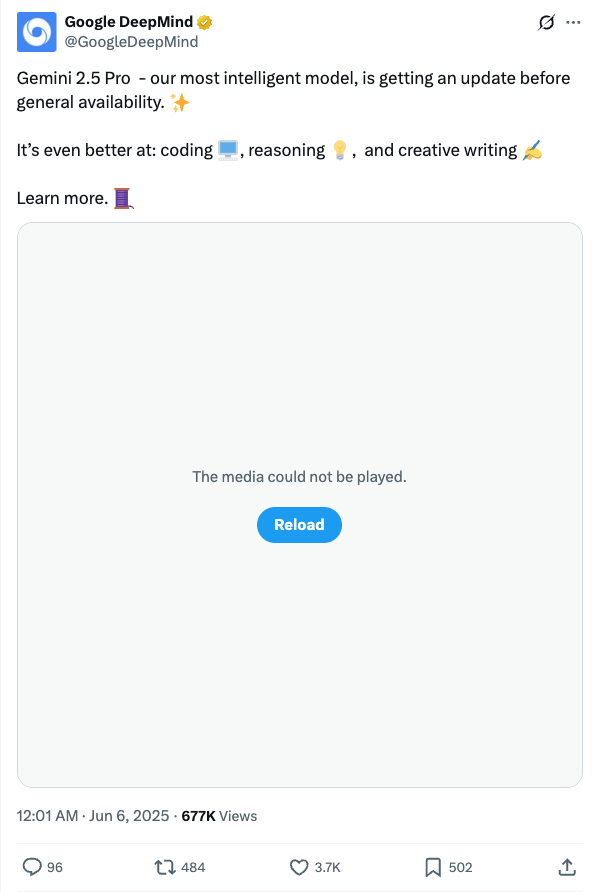 Google DeepMind
@GoogleDeepMind
Gemini 2.5 Pro - our most intelligent model, is getting an update before
general availability. ✨
It’s even better at: coding 🖥️, reasoning 💡, and creative writing ✍️
Learn more. 🧵
The media could not be played.
Reload
12:01 AM · Jun 6, 2025 · 677K Views
96 484 3.7K 502